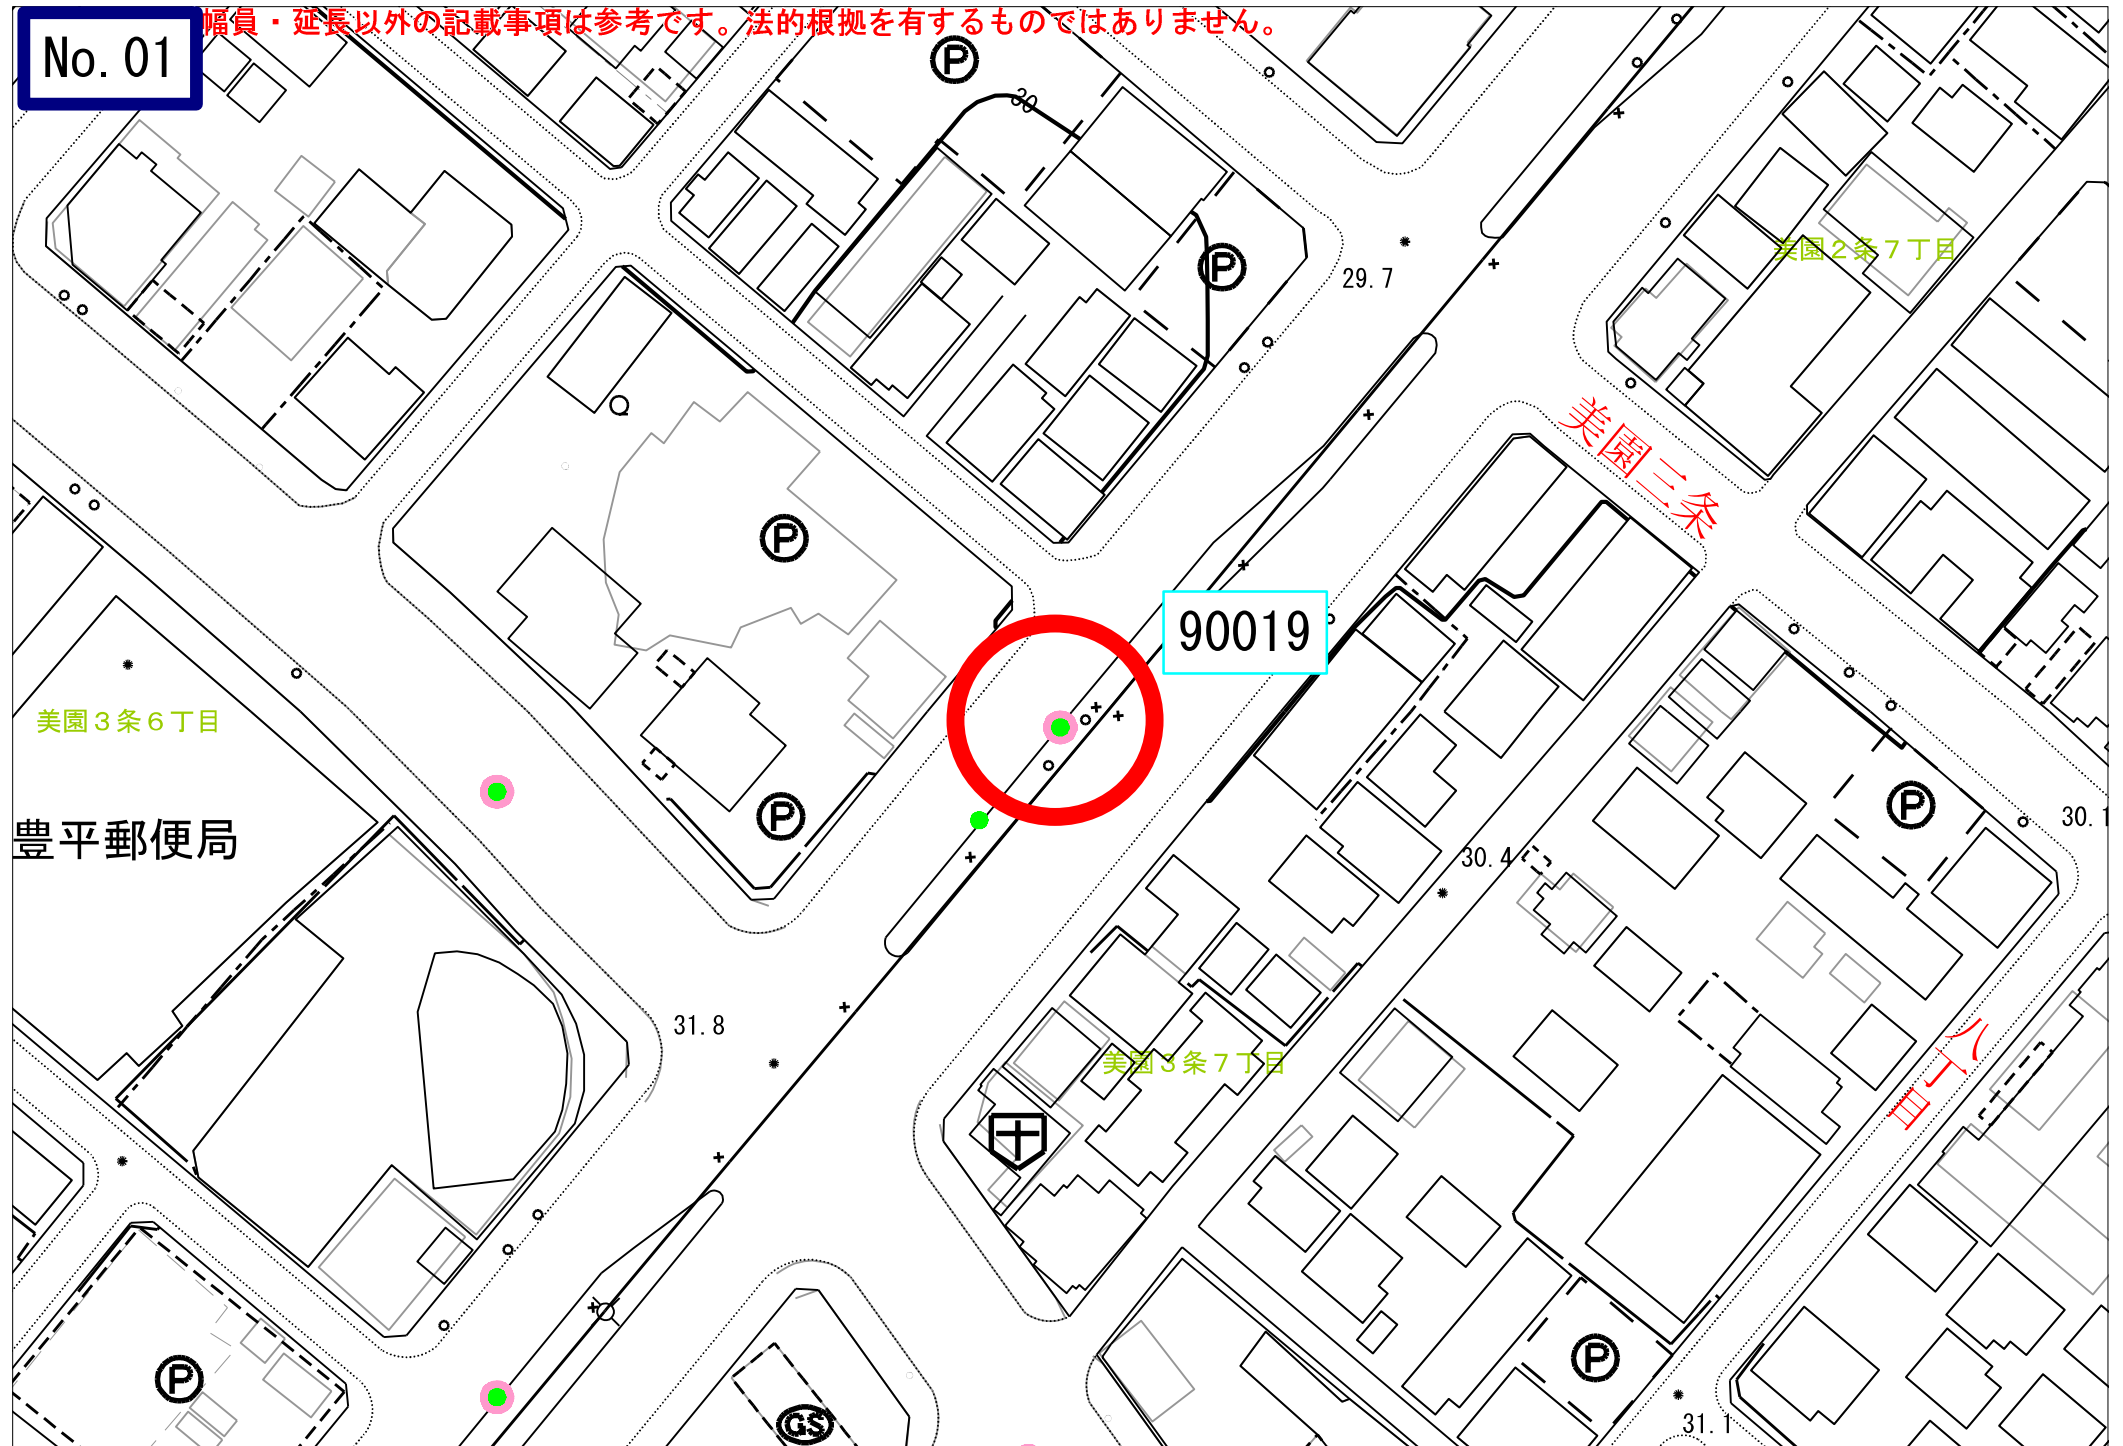 幅員・延長以外の記載事項は参考です。法的根拠を有するものではありません。
No. 01
P
30
美園2条7丁目
P
29.7
美園三条
P
90019
美園3条6丁目
P
P
豊平郵便局
30.1
30.4
31.8
美園3条7丁目
八丁目
P
P
GS
31.1